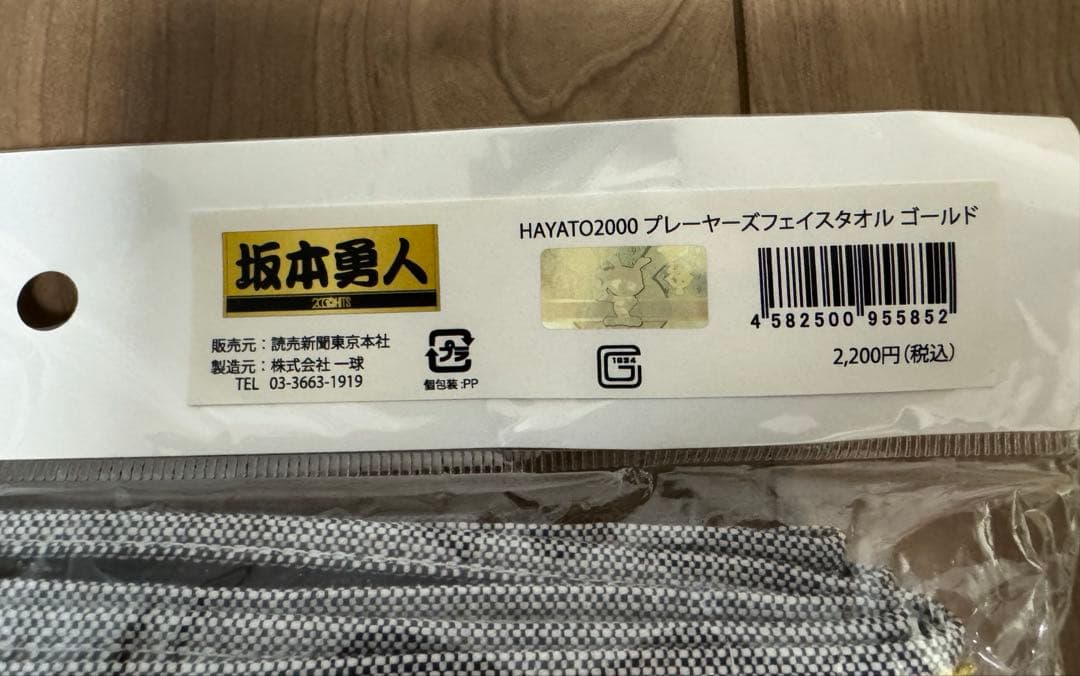 HAYATO2000 プレーヤーズフェイスタオル ゴールド
坂本勇人
2000HITS
4 582500 955852
2,200円(税込)
販売元:読売新聞東京本社
製造元:株式会社 一球
TEL 03-3663-1919
プラ
個包装:PP
1934
G